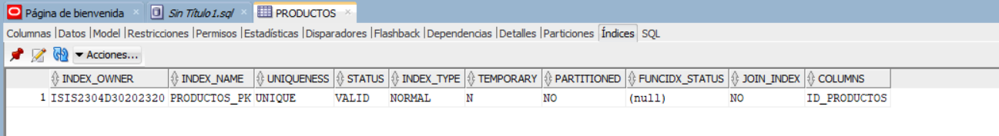 Página de bienvenida Sin Título 1.sql PRODUCTOS
Columnas |Datos |Model |Restricciones |Permisos |Estadísticas |Disparadores |Flashback |Dependencias |Detalles |Particiones |Índices SQL
Acciones...
INDEX_OWNER INDEX_NAME UNIQUENESS STATUS INDEX_TYPE TEMPORARY PARTITIONED FUNCIDX_STATUS JOIN_INDEX COLUMNS
1 ISIS2304D30202320 PRODUCTOS_PK UNIQUE VALID NORMAL N NO (null) NO ID_PRODUCTOS